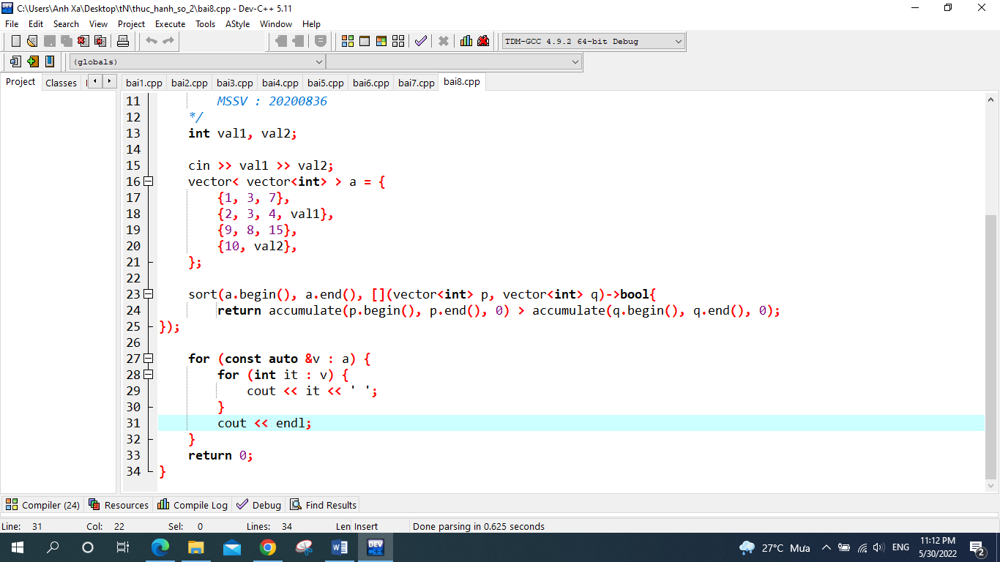 C:\Users\Anh Xa\Desktop\tN\thuc_hanh_so_2\bai8.cpp - Dev-C++ 5.11
File Edit Search View Project Execute Tools AStyle Window Help
TDM-GCC 4.9.2 64-bit Debug
(globals)
Project Classes
bai1.cpp bai2.cpp bai3.cpp bai4.cpp bai5.cpp bai6.cpp bai7.cpp bai8.cpp
11 MSSV : 20200836
12 */
13 int val1, val2;
14
15 cin >> val1 >> val2;
16 vector< vector<int> > a = {
17 {1, 3, 7},
18 {2, 3, 4, val1},
19 {9, 8, 15},
20 {10, val2},
21 };
22
23 sort(a.begin(), a.end(), [](vector<int> p, vector<int> q)->bool{
24 return accumulate(p.begin(), p.end(), 0) > accumulate(q.begin(), q.end(), 0);
25 });
26
27 for (const auto &v : a) {
28 for (int it : v) {
29 cout << it << ' ';
30 }
31 cout << endl;
32 }
33 return 0;
34 }
Compiler (24) Resources Compile Log Debug Find Results
Line: 31 Col: 22 Sel: 0 Lines: 34 Len Insert Done parsing in 0.625 seconds
DEV
27°C Mưa ENG 11:12 PM
5/30/2022 2